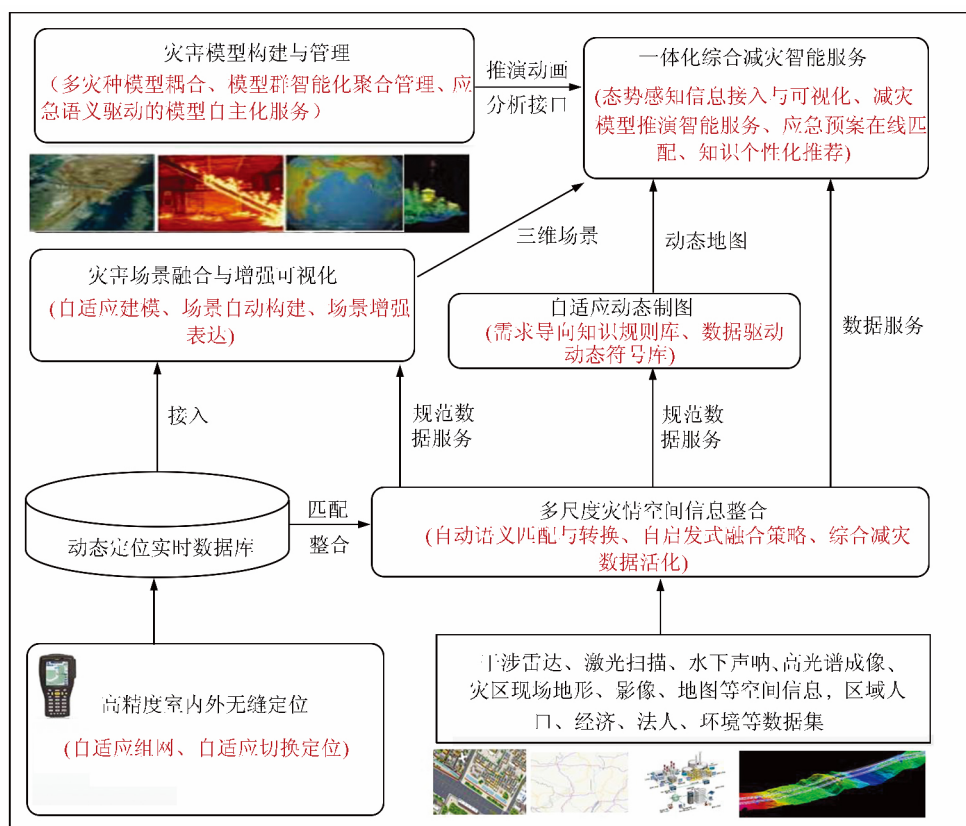 灾害模型构建与管理
（多灾种模型耦合、模型群智能化聚合管理、应
急语义驱动的模型自主化服务）
推演动画
分析接口
一体化综合减灾智能服务
(态势感知信息接入与可视化、减灾
模型推演智能服务、应急预案在线匹
配、知识个性化推荐)
三维场景
动态地图
数据服务
灾害场景融合与增强可视化
(自适应建模、场景自动构建、场景增强
表达)
自适应动态制图
(需求导向知识规则库、数据驱动
动态符号库)
接入
规范数
据服务
规范数
据服务
动态定位实时数据库
匹配
整合
多尺度灾情空间信息整合
(自动语义匹配与转换、自启发式融合策略、综合减灾
数据活化)
高精度室内外无缝定位
(自适应组网、自适应切换定位)
干涉雷达、激光扫描、水下声呐、高光谱成像、
灾区现场地形、影像、地图等空间信息，区域人
口、经济、法人、环境等数据集